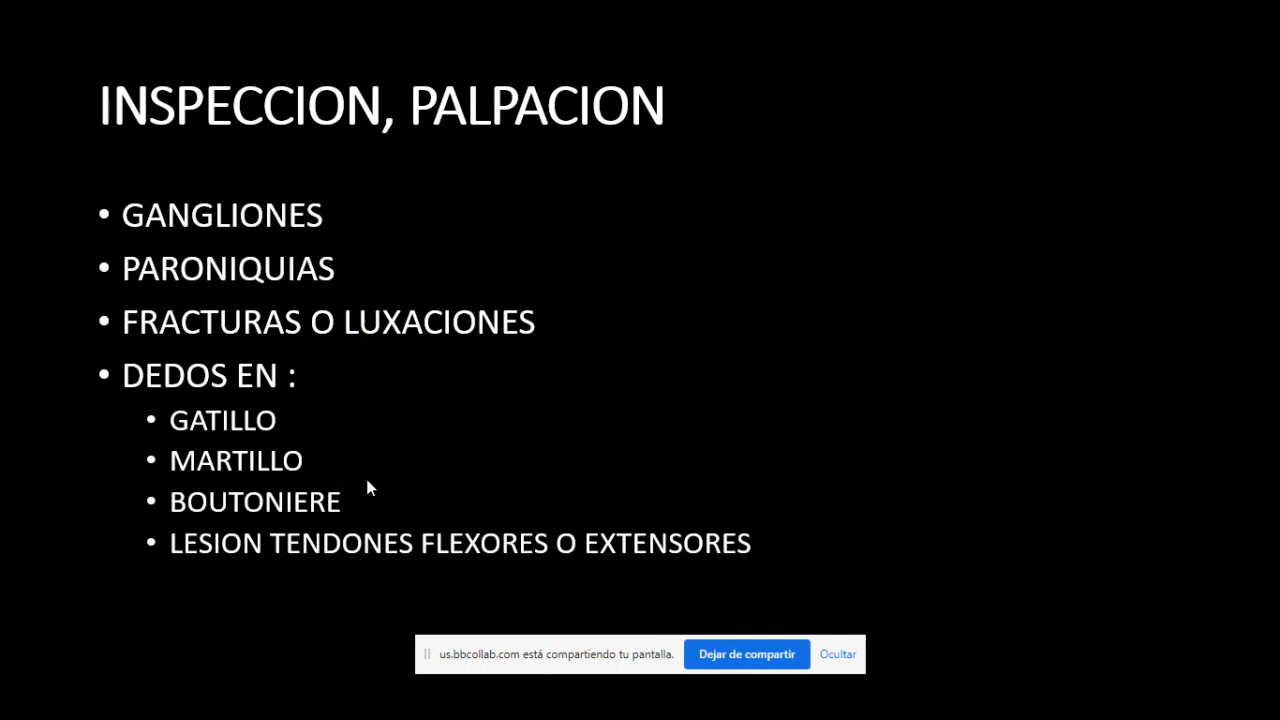 INSPECCION, PALPACION
• GANGLIONES
• PARONIQUIAS
• FRACTURAS O LUXACIONES
• DEDOS EN :
• GATILLO
• MARTILLO
• BOUTONIERE
• LESION TENDONES FLEXORES O EXTENSORES
us.bbcollab.com está compartiendo tu pantalla. Dejar de compartir Ocultar